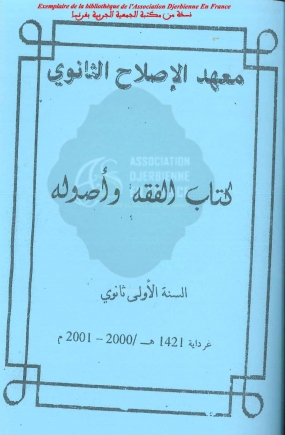 Exemplaire de la bibliothèque de l'Association Djerbienne En France
نسخة من مكتبة الجمعية الجربية بفرنسا
معهد الإصلاح الثانوي
ASSOCIATION
DJERBIENNE
كتاب الفقه وأصوله
السنة الأولى ثانوي
غرداية 1421 هـ /2000 - 2001 م